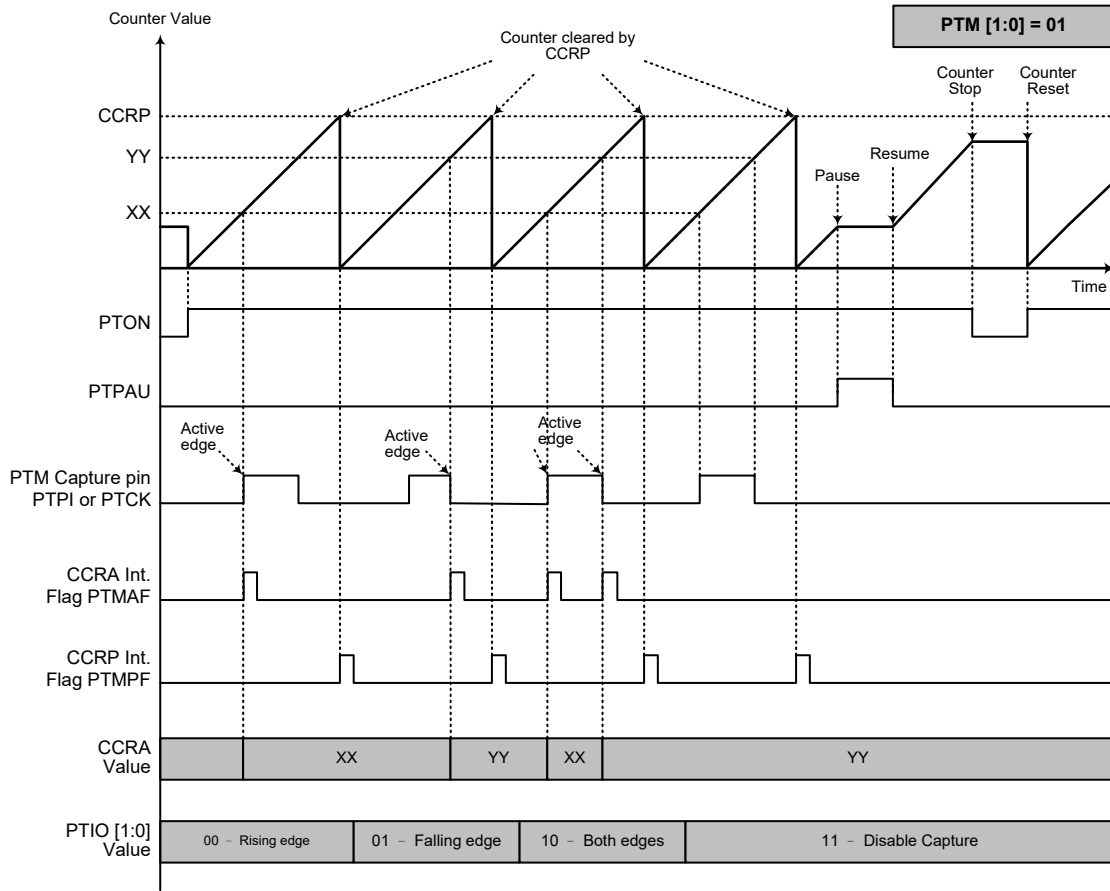 Counter Value
PTM [1:0] = 01
Counter cleared by
CCRP
Counter
Stop
Counter
Reset
CCRP
YY
Resume
Pause
XX
Time
PTON
PTPAU
Active
edge
Active
edge
Active
edge
PTM Capture pin
PTPI or PTCK
CCRA Int.
Flag PTMAF
CCRP Int.
Flag PTMPF
CCRA
Value
XX
YY
XX
YY
PTIO [1:0]
Value
00 – Rising edge
01 – Falling edge
10 – Both edges
11 – Disable Capture